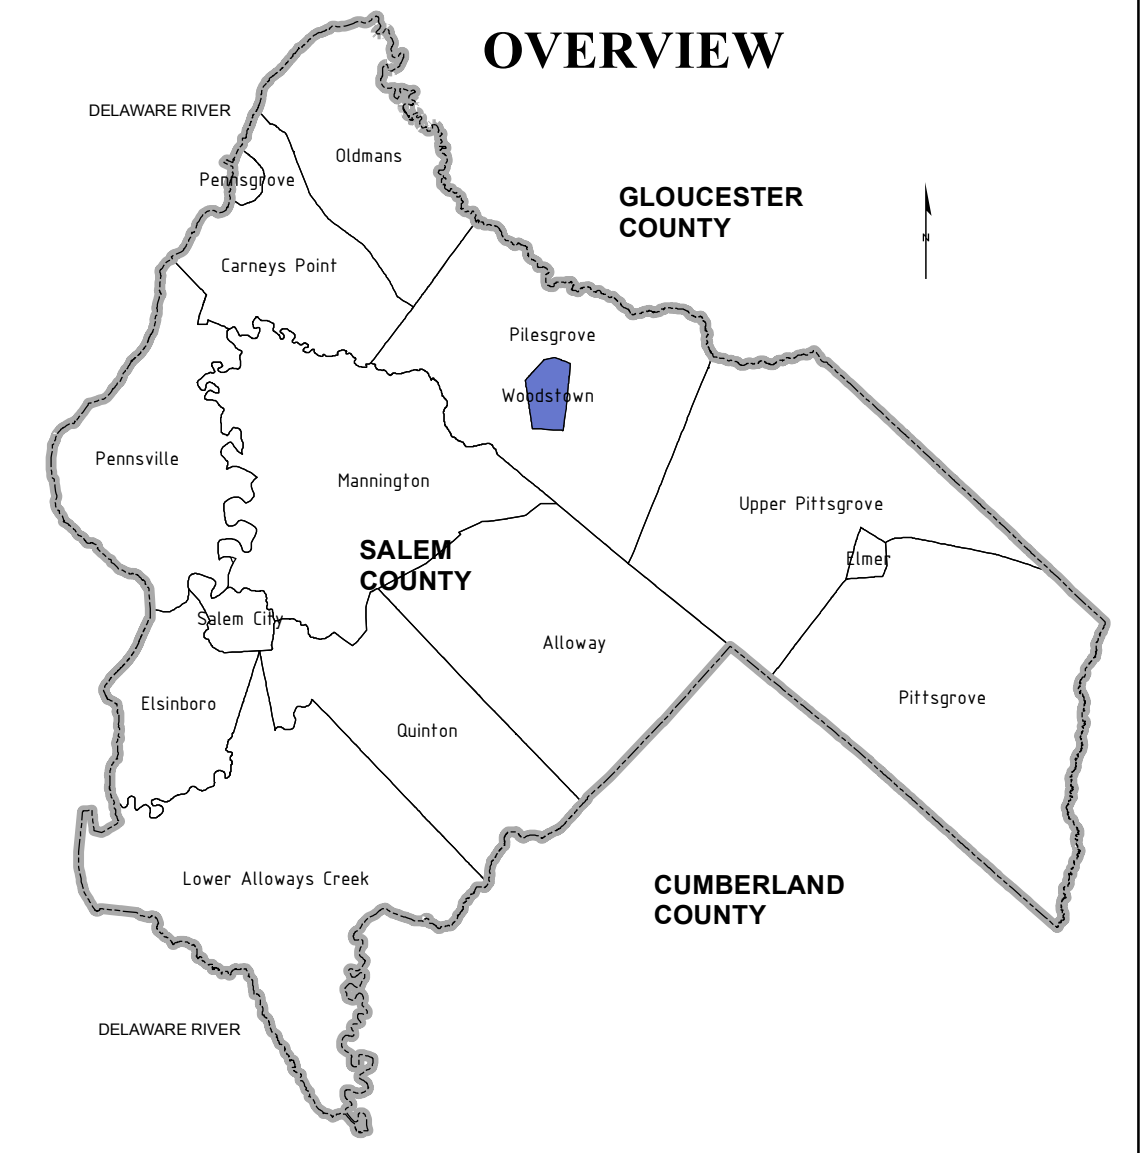 OVERVIEW
DELAWARE RIVER
Oldmans
Pennsgrove
GLOUCESTER
COUNTY
N
Carneys Point
Pilesgrove
Woodstown
Pennsville
Mannington
Upper Pittsgrove
SALEM
COUNTY
Elmer
Salem City
Alloway
Elsinboro
Pittsgrove
Quinton
Lower Alloways Creek
CUMBERLAND
COUNTY
DELAWARE RIVER